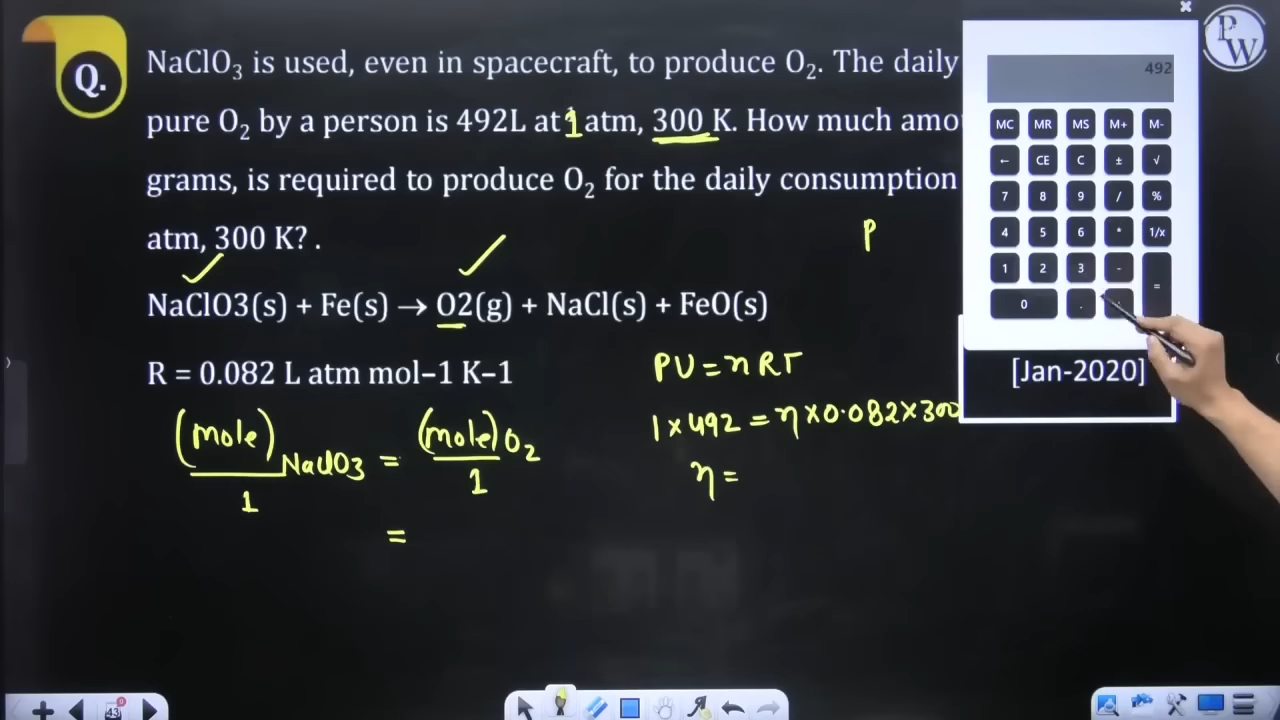 Q.
NaClO₃ is used, even in spacecraft, to produce O₂. The daily
pure O₂ by a person is 492L at 1 atm, 300 K. How much amo
grams, is required to produce O₂ for the daily consumption
atm, 300 K? .
P
NaClO3(s) + Fe(s) → O2(g) + NaCl(s) + FeO(s)
R = 0.082 L atm mol–1 K–1
[Jan-2020]
PV = nRT
(mole)NaClO3 / 1 = (mole)O2 / 1
1 × 492 = n × 0.082 × 300
n =
=
PW
492
MC MR MS M+ M-
← CE C ± √
7 8 9 / %
4 5 6 * 1/x
1 2 3 - =
0 .
43